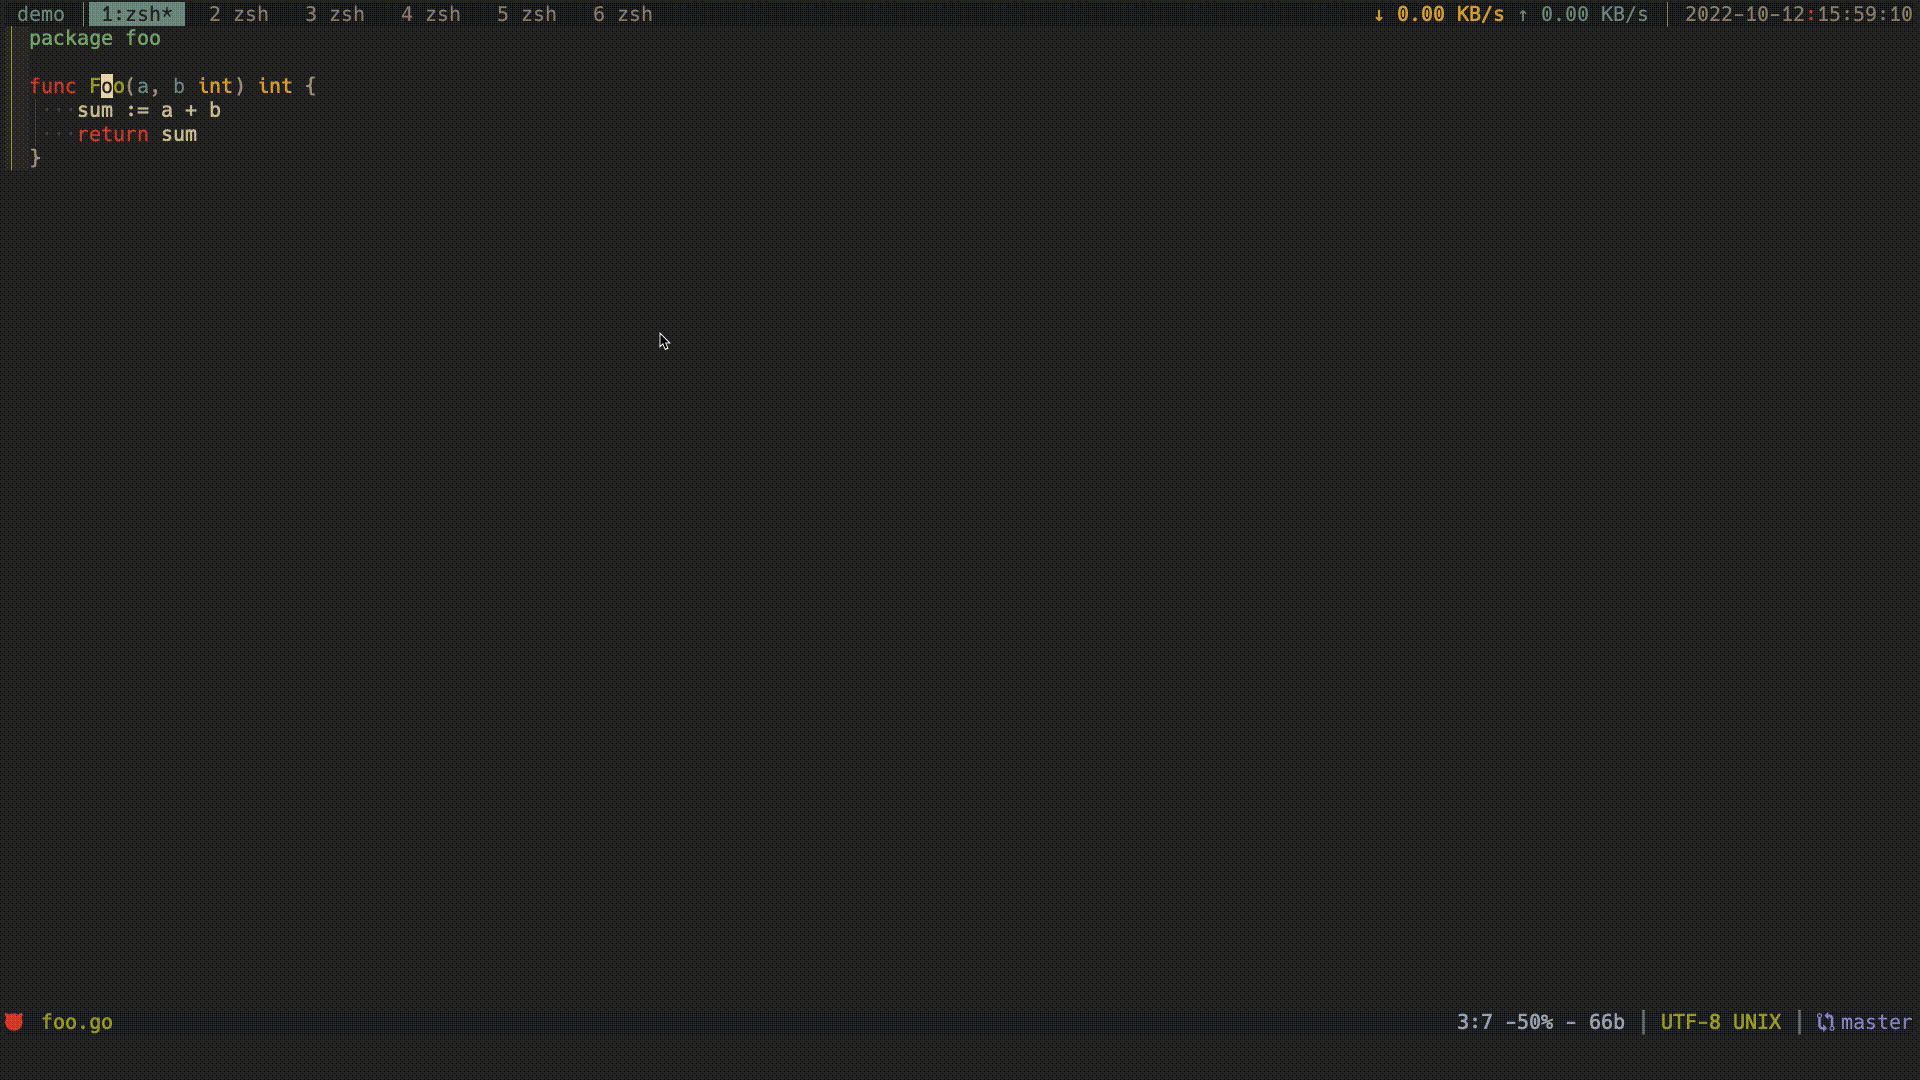 demo 1:zsh* 2 zsh 3 zsh 4 zsh 5 zsh 6 zsh ↓ 0.00 KB/s ↑ 0.00 KB/s 2022-10-12:15:59:10
package foo
func Foo(a, b int) int {
····sum := a + b
····return sum
}
foo.go 3:7 -50% - 66b | UTF-8 UNIX | master